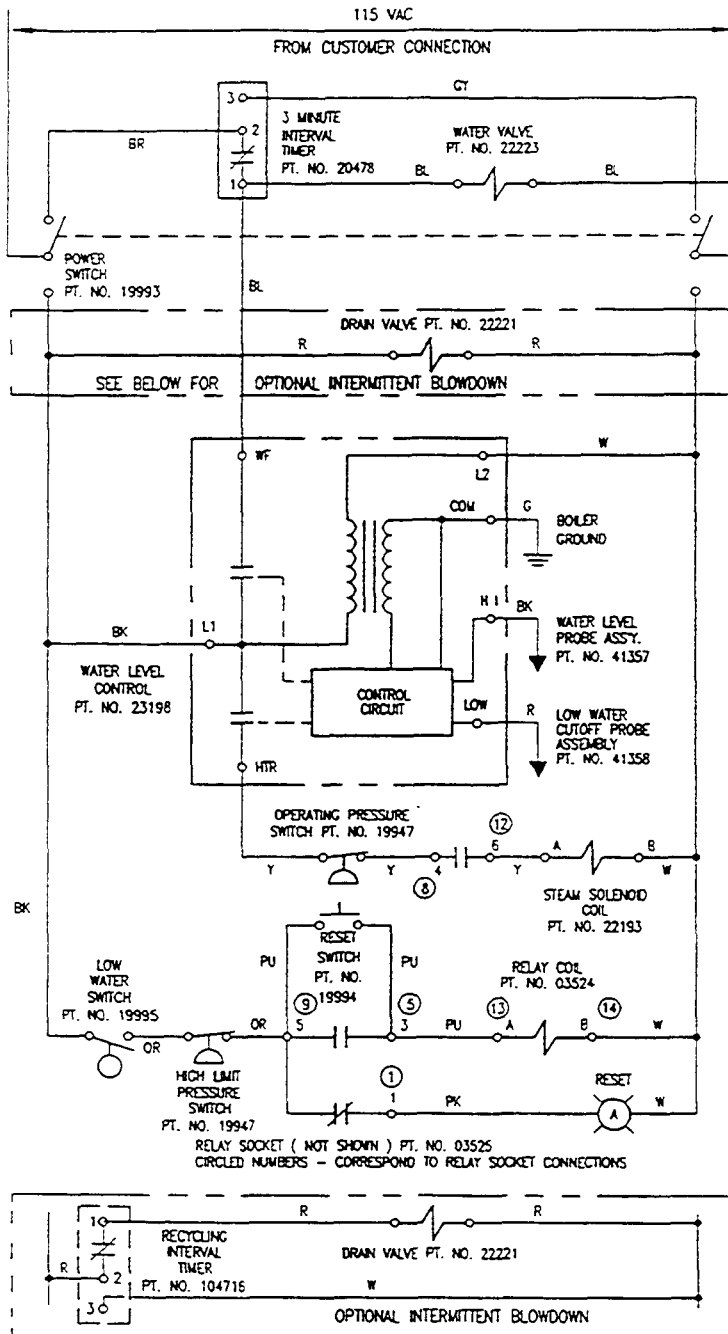 115 VAC
FROM CUSTOMER CONNECTION
3
GY
2
BR
3 MINUTE
INTERVAL
TIMER
PT. NO. 20478
WATER VALVE
PT. NO. 22223
1
BL
BL
POWER
SWITCH
PT. NO. 19993
BL
DRAIN VALVE PT. NO. 22221
R
R
SEE BELOW FOR OPTIONAL INTERMITTENT BLOWDOWN
WF
L2
W
COM
G
BOILER
GROUND
H I
BK
WATER LEVEL
PROBE ASS'Y.
PT. NO. 41357
BK
L1
WATER LEVEL
CONTROL
PT. NO. 23198
CONTROL
CIRCUIT
LOW
R
LOW WATER
CUTOFF PROBE
ASSEMBLY
PT. NO. 41358
HTR
OPERATING PRESSURE
SWITCH PT. NO. 19947
12
Y
Y
4
6
Y
A
B
W
8
STEAM SOLENOID
COIL
PT. NO. 22193
BK
RESET
SWITCH
PT. NO.
19994
PU
PU
LOW
WATER
SWITCH
PT. NO. 19995
RELAY COIL
PT. NO. 03524
9
5
13
14
OR
OR
5
3
PU
A
B
W
HIGH LIMIT
PRESSURE
SWITCH
PT. NO. 19947
1
1
PK
RESET
A
W
RELAY SOCKET ( NOT SHOWN ) PT. NO. 03525
CIRCLED NUMBERS - CORRESPOND TO RELAY SOCKET CONNECTIONS
1
R
R
RECYCLING
INTERVAL
TIMER
PT. NO. 104716
DRAIN VALVE PT. NO. 22221
R
2
W
3
OPTIONAL INTERMITTENT BLOWDOWN